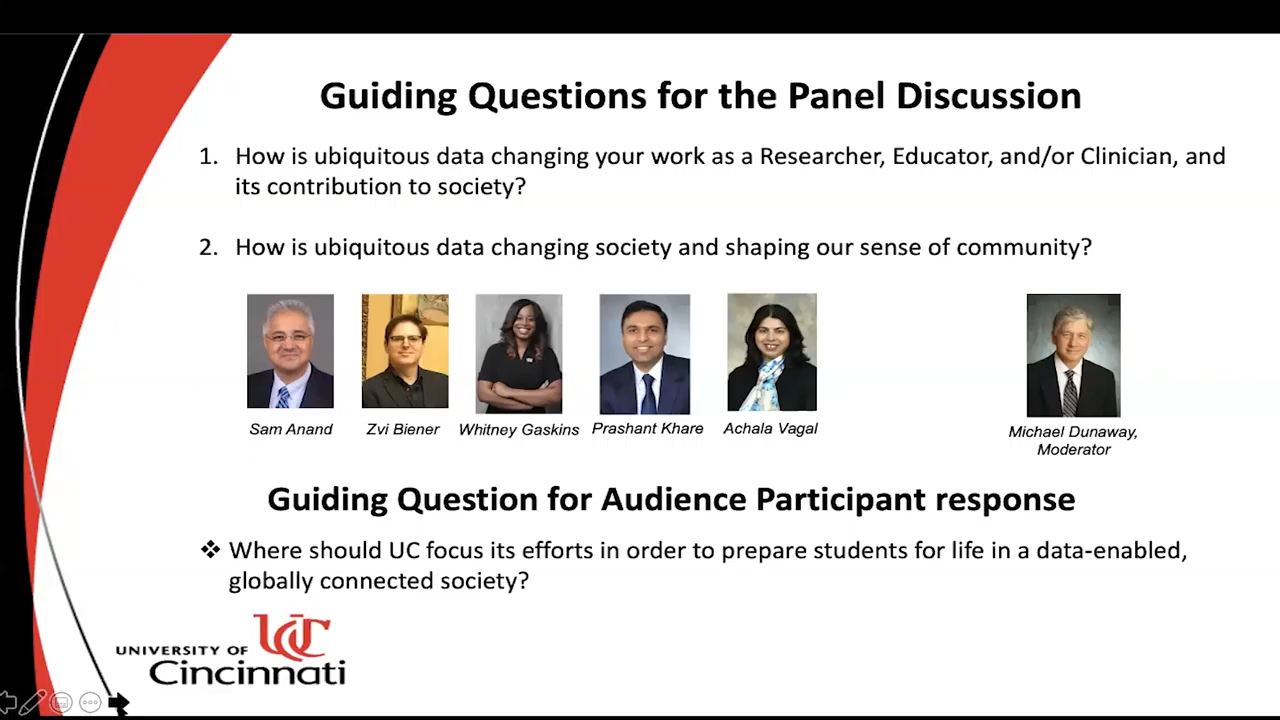 Guiding Questions for the Panel Discussion
1. How is ubiquitous data changing your work as a Researcher, Educator, and/or Clinician, and
its contribution to society?
2. How is ubiquitous data changing society and shaping our sense of community?
Sam Anand
Zvi Biener
Whitney Gaskins
Prashant Khare
Achala Vagal
Michael Dunaway,
Moderator
Guiding Question for Audience Participant response
❖ Where should UC focus its efforts in order to prepare students for life in a data-enabled,
globally connected society?
UC
UNIVERSITY OF
Cincinnati